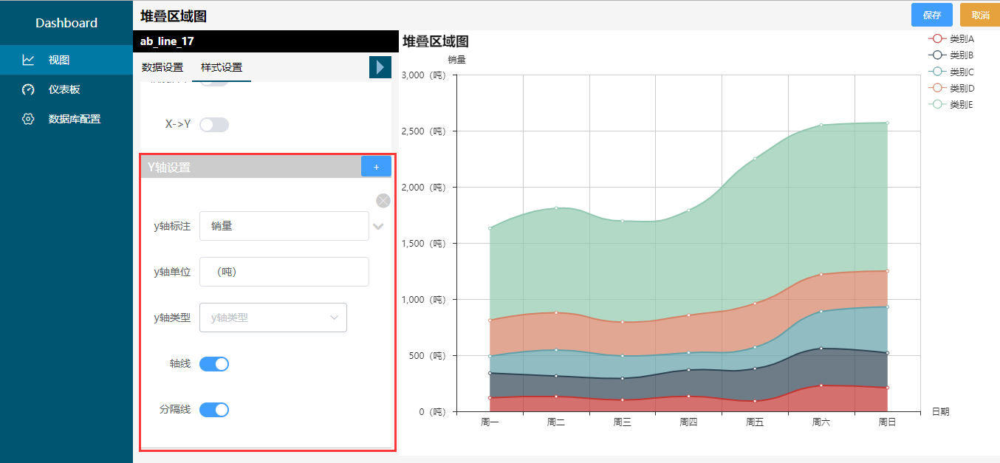 Dashboard
视图
仪表板
数据库配置
堆叠区域图
保存
取消
ab_line_17
数据设置
样式设置
X->Y
Y轴设置
+
y轴标注
销量
y轴单位
（吨）
y轴类型
y轴类型
轴线
分隔线
堆叠区域图
销量
3,000（吨）
2,500（吨）
2,000（吨）
1,500（吨）
1,000（吨）
500（吨）
0（吨）
周一
周二
周三
周四
周五
周六
周日
日期
类别A
类别B
类别C
类别D
类别E